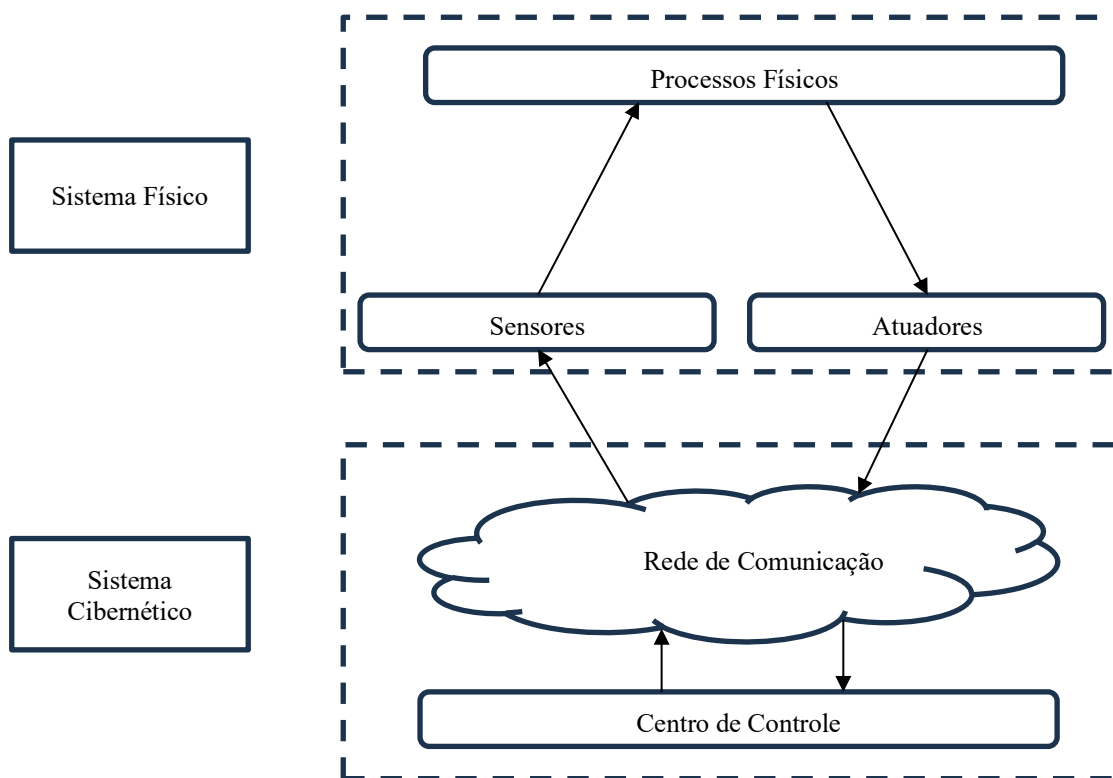 Processos Físicos
Sistema Físico
Sensores
Atuadores
Rede de Comunicação
Sistema
Cibernético
Centro de Controle